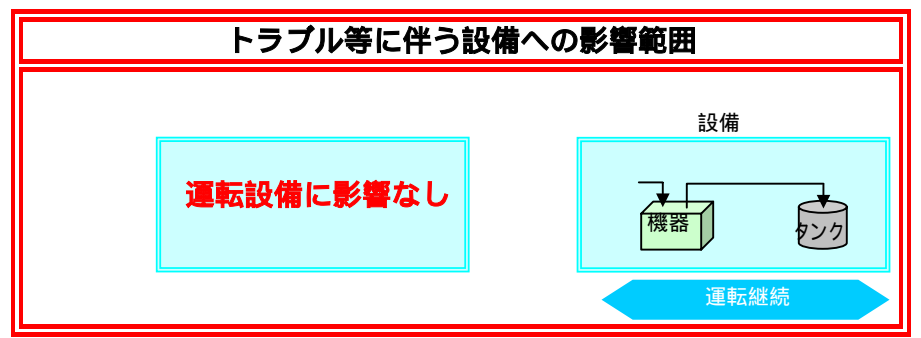 トラブル等に伴う設備への影響範囲
設備
運転設備に影響なし
機器
タンク
運転継続